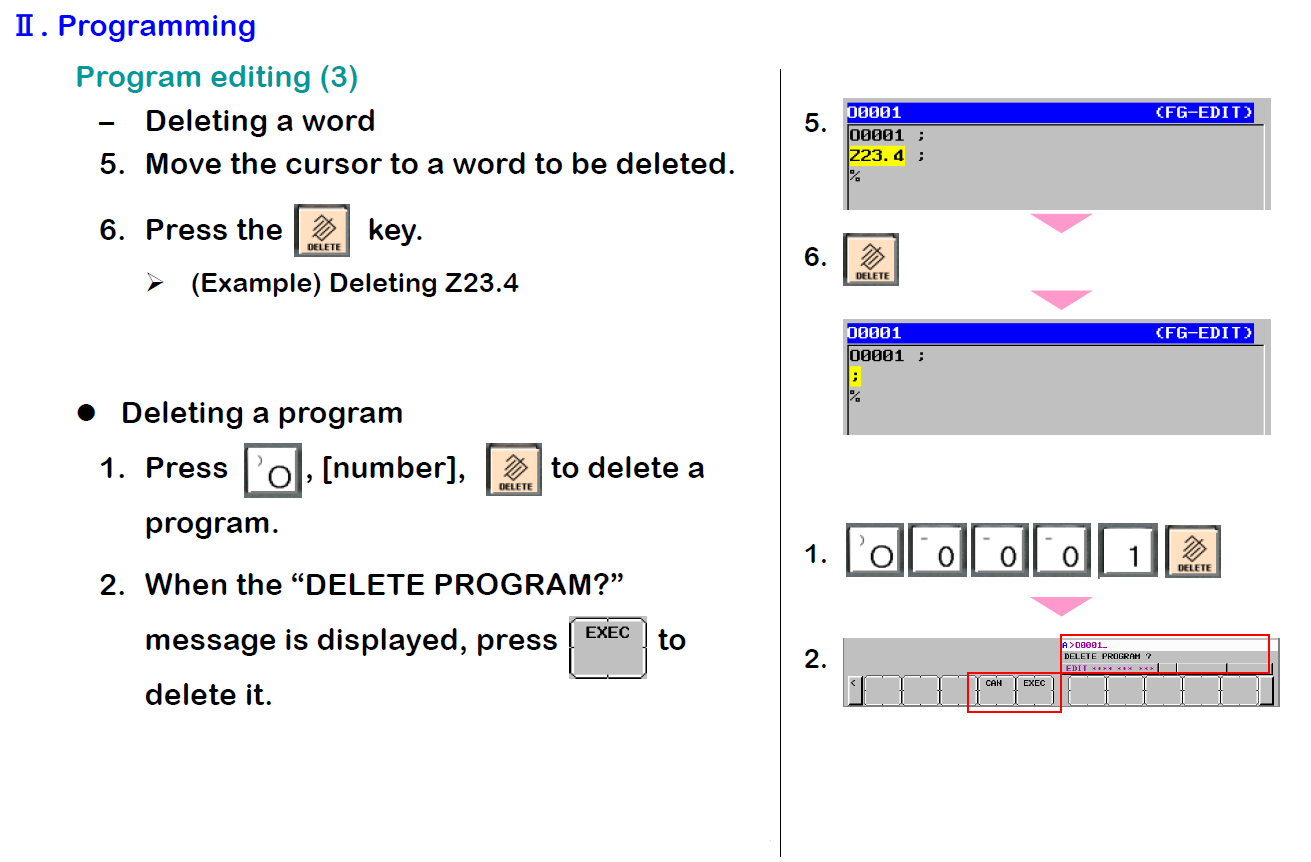 Ⅱ. Programming
Program editing (3)
– Deleting a word
5. Move the cursor to a word to be deleted.
6. Press the DELETE key.
➢ (Example) Deleting Z23.4
● Deleting a program
1. Press )O, [number], DELETE to delete a
program.
2. When the “DELETE PROGRAM?”
message is displayed, press EXEC to
delete it.
5.
O0001 (FG-EDIT)
O0001 ;
Z23.4 ;
%
6. DELETE
O0001 (FG-EDIT)
O0001 ;
;
%
1. )O -0 -0 -0 1 DELETE
2.
A>O0001_
DELETE PROGRAM ?
EDIT **** *** ***
< CAN EXEC